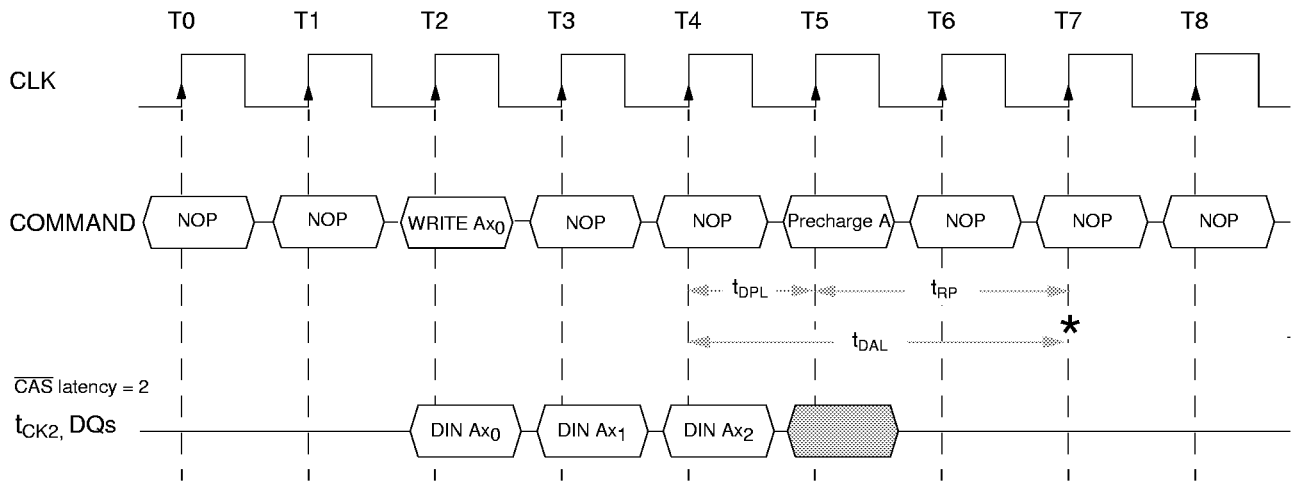 T0 T1 T2 T3 T4 T5 T6 T7 T8
CLK
COMMAND NOP NOP WRITE Ax0 NOP NOP Precharge A NOP NOP NOP
tDPL tRP
tDAL *
CAS latency = 2
tCK2, DQs DIN Ax0 DIN Ax1 DIN Ax2